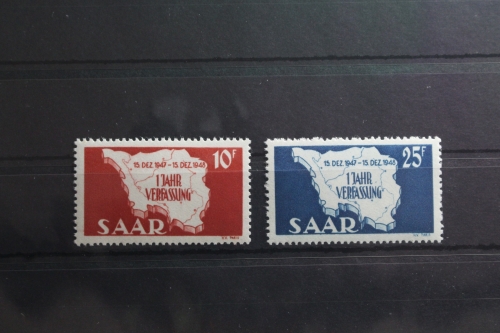 15. DEZ. 1947 - 15. DEZ. 1948
10F
1 JAHR
VERFASSUNG
SAAR
15. DEZ. 1947 - 15. DEZ. 1948
25F
1 JAHR
VERFASSUNG
SAAR